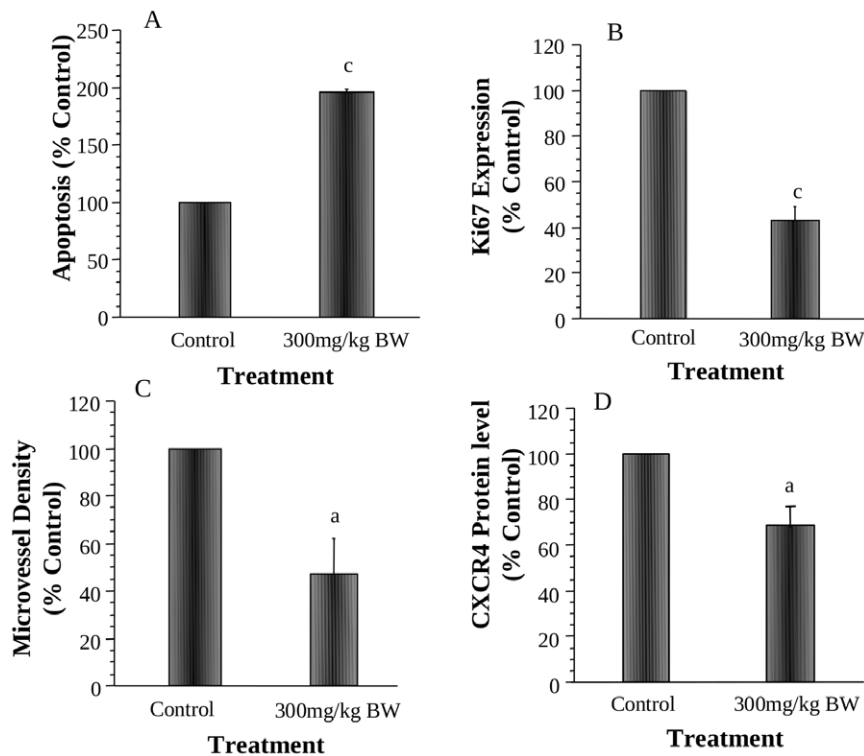 A
Apoptosis (% Control)
250
200
150
100
50
0
c
Control
300mg/kg BW
Treatment
B
Ki67 Expression
(% Control)
120
100
80
60
40
20
0
c
Control
300mg/kg BW
Treatment
C
Microvessel Density
(% Control)
120
100
80
60
40
20
0
a
Control
300mg/kg BW
Treatment
D
CXCR4 Protein level
(% Control)
120
100
80
60
40
20
0
a
Control
300mg/kg BW
Treatment